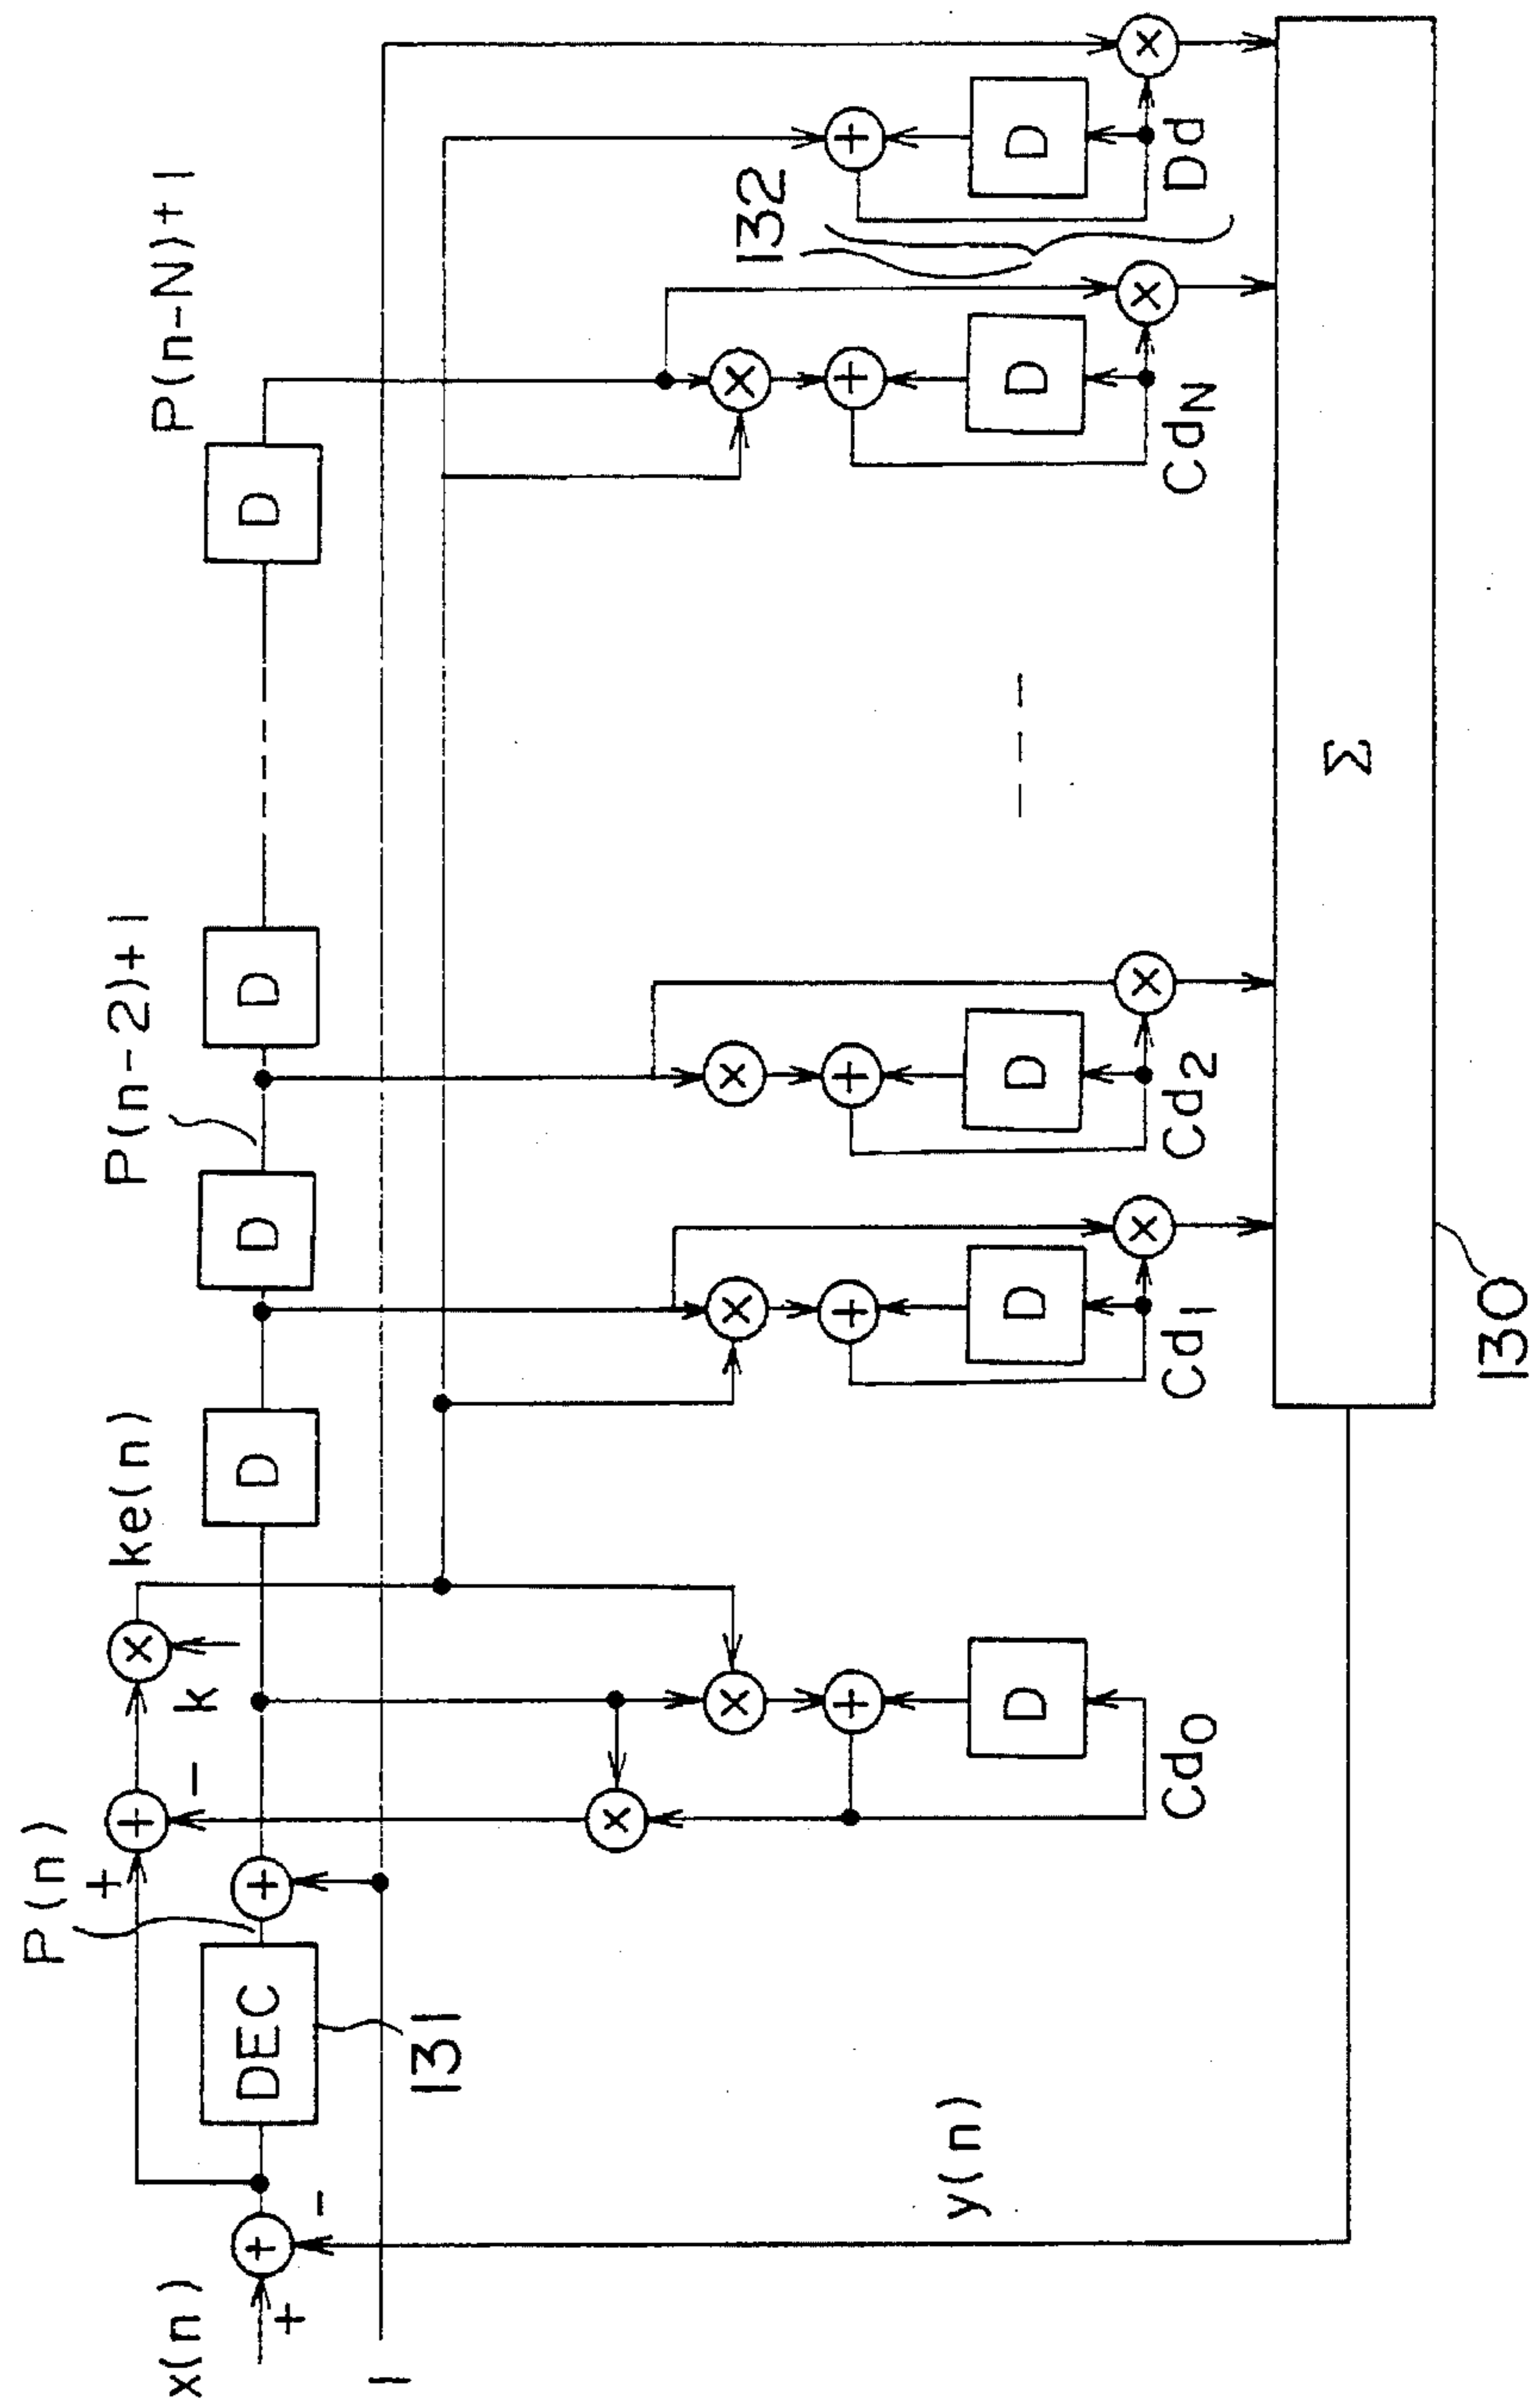 P(n)
+
-
k
ke(n)
P(n-2)+1
P(n-N)+1
x(n)
+
+
-
DEC
+
×
D
D
D
D
1
131
×
×
×
×
×
+
+
+
+
+
132
y(n)
D
D
D
D
D
×
×
×
×
Cd0
Cd1
Cd2
CdN
Dd
Σ
130